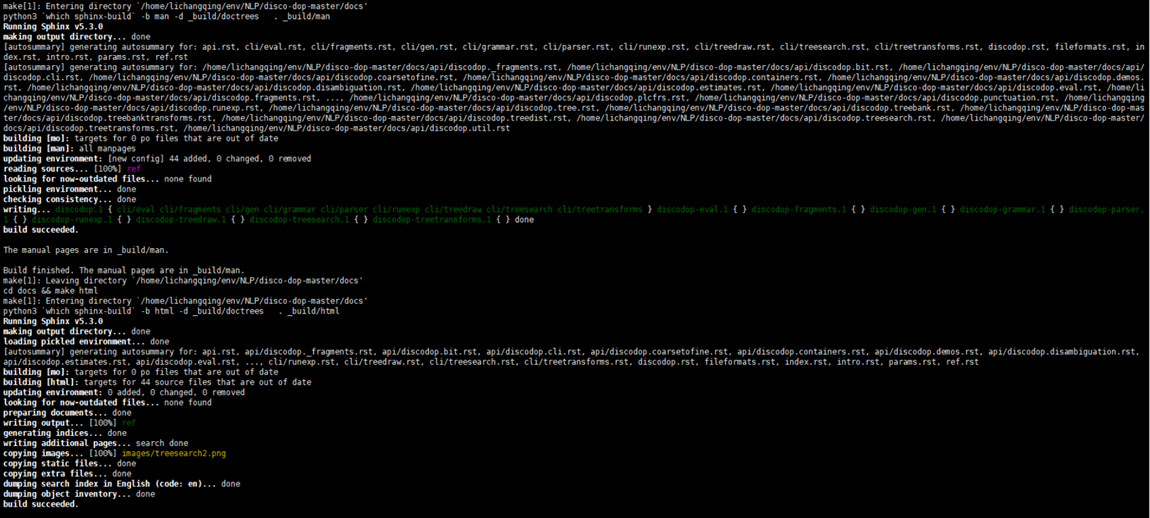 make[1]: Entering directory `/home/lichangqing/env/NLP/disco-dop-master/docs'
python3 `which sphinx-build` -b man -d _build/doctrees   . _build/man
Running Sphinx v5.3.0
making output directory... done
[autosummary] generating autosummary for: api.rst, cli/eval.rst, cli/fragments.rst, cli/gen.rst, cli/grammar.rst, cli/parser.rst, cli/runexp.rst, cli/treedraw.rst, cli/treesearch.rst, cli/treetransforms.rst, discodop.rst, fileformats.rst, in
dex.rst, intro.rst, params.rst, ref.rst
[autosummary] generating autosummary for: /home/lichangqing/env/NLP/disco-dop-master/docs/api/discodop._fragments.rst, /home/lichangqing/env/NLP/disco-dop-master/docs/api/discodop.bit.rst, /home/lichangqing/env/NLP/disco-dop-master/docs/api/
discodop.cli.rst, /home/lichangqing/env/NLP/disco-dop-master/docs/api/discodop.coarsetofine.rst, /home/lichangqing/env/NLP/disco-dop-master/docs/api/discodop.containers.rst, /home/lichangqing/env/NLP/disco-dop-master/docs/api/discodop.demos.
rst, /home/lichangqing/env/NLP/disco-dop-master/docs/api/discodop.disambiguation.rst, /home/lichangqing/env/NLP/disco-dop-master/docs/api/discodop.estimates.rst, /home/lichangqing/env/NLP/disco-dop-master/docs/api/discodop.eval.rst, /home/li
changqing/env/NLP/disco-dop-master/docs/api/discodop.fragments.rst, ..., /home/lichangqing/env/NLP/disco-dop-master/docs/api/discodop.plcfrs.rst, /home/lichangqing/env/NLP/disco-dop-master/docs/api/discodop.punctuation.rst, /home/lichangqing
/env/NLP/disco-dop-master/docs/api/discodop.runexp.rst, /home/lichangqing/env/NLP/disco-dop-master/docs/api/discodop.tree.rst, /home/lichangqing/env/NLP/disco-dop-master/docs/api/discodop.treebank.rst, /home/lichangqing/env/NLP/disco-dop-mas
ter/docs/api/discodop.treebanktransforms.rst, /home/lichangqing/env/NLP/disco-dop-master/docs/api/discodop.treedist.rst, /home/lichangqing/env/NLP/disco-dop-master/docs/api/discodop.treesearch.rst, /home/lichangqing/env/NLP/disco-dop-master/
docs/api/discodop.treetransforms.rst, /home/lichangqing/env/NLP/disco-dop-master/docs/api/discodop.util.rst
building [mo]: targets for 0 po files that are out of date
building [man]: all manpages
updating environment: [new config] 44 added, 0 changed, 0 removed
reading sources... [100%] ref
looking for now-outdated files... none found
pickling environment... done
checking consistency... done
writing... discodop.1 { cli/eval cli/fragments cli/gen cli/grammar cli/parser cli/runexp cli/treedraw cli/treesearch cli/treetransforms } discodop-eval.1 { } discodop-fragments.1 { } discodop-gen.1 { } discodop-grammar.1 { } discodop-parser.
1 { } discodop-runexp.1 { } discodop-treedraw.1 { } discodop-treesearch.1 { } discodop-treetransforms.1 { } done
build succeeded.
The manual pages are in _build/man.
Build finished. The manual pages are in _build/man.
make[1]: Leaving directory `/home/lichangqing/env/NLP/disco-dop-master/docs'
cd docs && make html
make[1]: Entering directory `/home/lichangqing/env/NLP/disco-dop-master/docs'
python3 `which sphinx-build` -b html -d _build/doctrees   . _build/html
Running Sphinx v5.3.0
making output directory... done
loading pickled environment... done
[autosummary] generating autosummary for: api.rst, api/discodop._fragments.rst, api/discodop.bit.rst, api/discodop.cli.rst, api/discodop.coarsetofine.rst, api/discodop.containers.rst, api/discodop.demos.rst, api/discodop.disambiguation.rst,
api/discodop.estimates.rst, api/discodop.eval.rst, ..., cli/runexp.rst, cli/treedraw.rst, cli/treesearch.rst, cli/treetransforms.rst, discodop.rst, fileformats.rst, index.rst, intro.rst, params.rst, ref.rst
building [mo]: targets for 0 po files that are out of date
building [html]: targets for 44 source files that are out of date
updating environment: 0 added, 0 changed, 0 removed
looking for now-outdated files... none found
preparing documents... done
writing output... [100%] ref
generating indices... done
writing additional pages... search done
copying images... [100%] images/treesearch2.png
copying static files... done
copying extra files... done
dumping search index in English (code: en)... done
dumping object inventory... done
build succeeded.